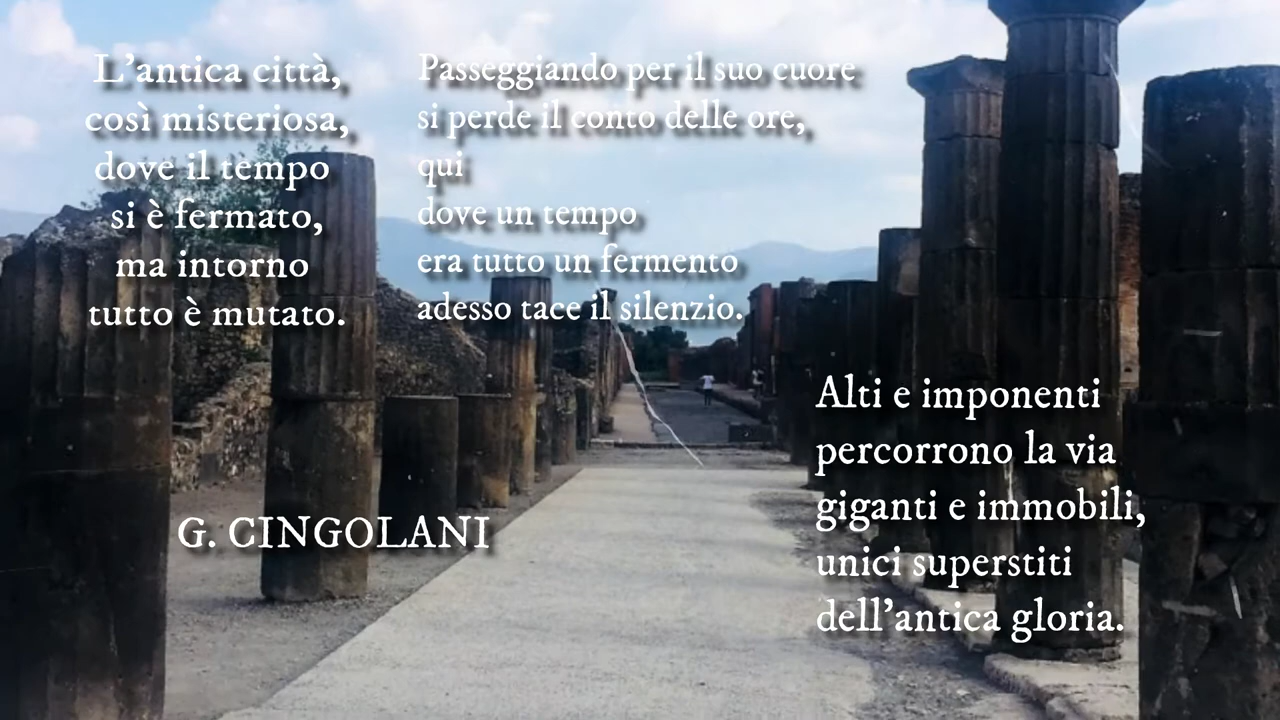 L'antica città,
così misteriosa,
dove il tempo
si è fermato,
ma intorno
tutto è mutato.
Passeggiando per il suo cuore
si perde il conto delle ore,
qui
dove un tempo
era tutto un fermento
adesso tace il silenzio.
Alti e imponenti
percorrono la via
giganti e immobili,
unici superstiti
dell'antica gloria.
G. CINGOLANI